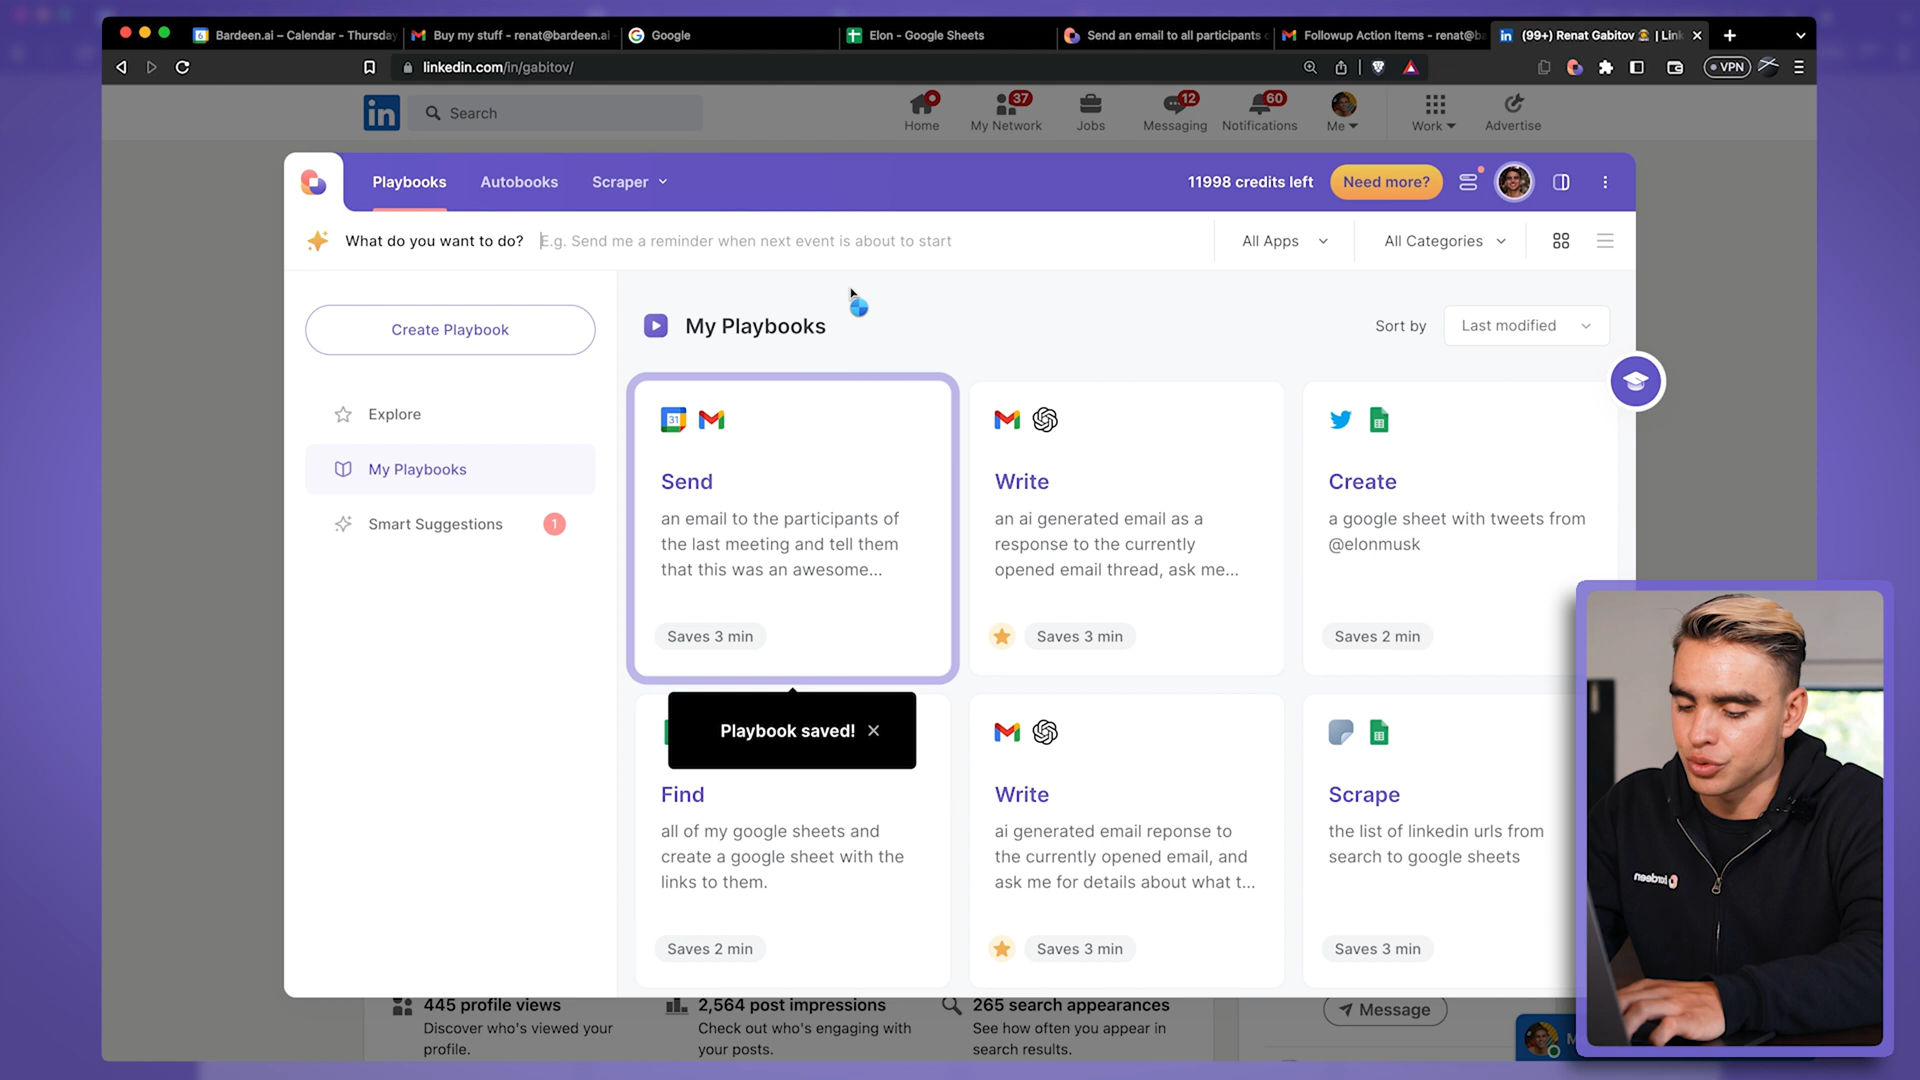 Bardeen.ai – Calendar - Thursday
Buy my stuff - renat@bardeen.ai
Google
Elon - Google Sheets
Send an email to all participants
Followup Action Items - renat@ba
(99+) Renat Gabitov
| Link
linkedin.com/in/gabitov/
VPN
in
Search
Home
37
My Network
Jobs
12
Messaging
60
Notifications
Me
Work
Advertise
Playbooks
Autobooks
Scraper
11998 credits left
Need more?
What do you want to do?
E.g. Send me a reminder when next event is about to start
All Apps
All Categories
Create Playbook
Explore
My Playbooks
Smart Suggestions
1
My Playbooks
Sort by
Last modified
31
Send
an email to the participants of
the last meeting and tell them
that this was an awesome...
Saves 3 min
Write
an ai generated email as a
response to the currently
opened email thread, ask me...
Saves 3 min
Create
a google sheet with tweets from
@elonmusk
Saves 2 min
Playbook saved!
Find
all of my google sheets and
create a google sheet with the
links to them.
Saves 2 min
Write
ai generated email reponse to
the currently opened email, and
ask me for details about what t...
Saves 3 min
Scrape
the list of linkedin urls from
search to google sheets
Saves 3 min
445 profile views
Discover who's viewed your
profile.
2,564 post impressions
Check out who's engaging with
your posts.
265 search appearances
See how often you appear in
search results.
Message
bardeen